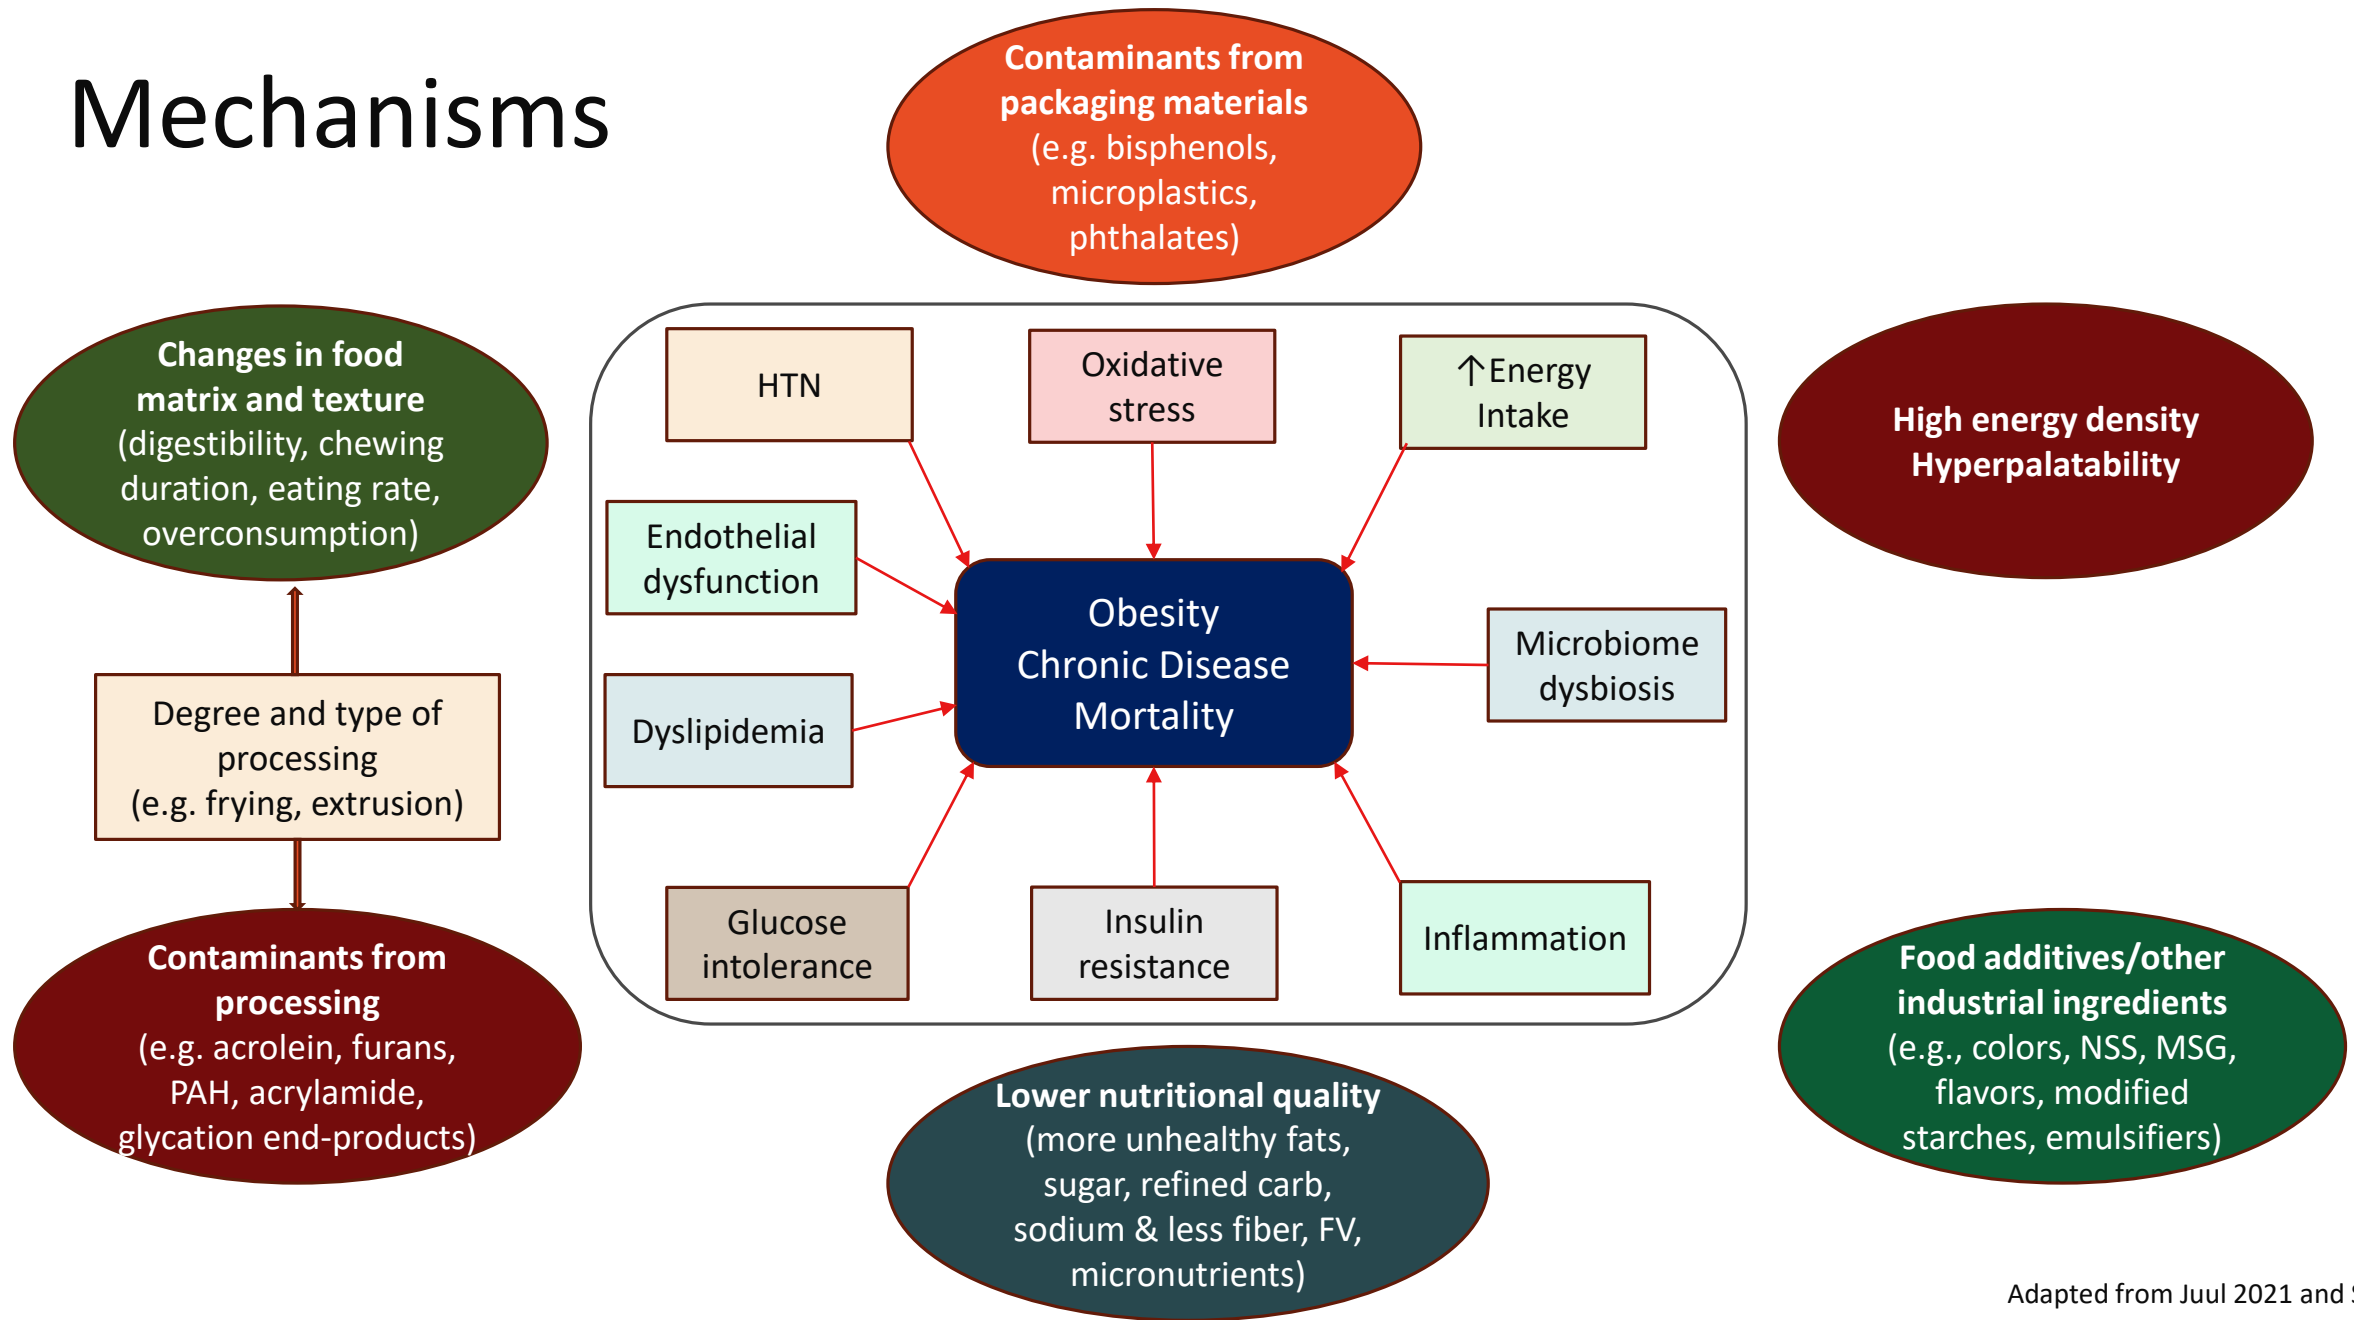 Mechanisms
Contaminants from
packaging materials
(e.g. bisphenols,
microplastics,
phthalates)
Changes in food
matrix and texture
(digestibility, chewing
duration, eating rate,
overconsumption)
HTN
Oxidative
stress
↑Energy
Intake
High energy density
Hyperpalatability
Endothelial
dysfunction
Obesity
Chronic Disease
Mortality
Microbiome
dysbiosis
Degree and type of
processing
(e.g. frying, extrusion)
Dyslipidemia
Glucose
intolerance
Insulin
resistance
Inflammation
Contaminants from
processing
(e.g. acrolein, furans,
PAH, acrylamide,
glycation end-products)
Food additives/other
industrial ingredients
(e.g., colors, NSS, MSG,
flavors, modified
starches, emulsifiers)
Lower nutritional quality
(more unhealthy fats,
sugar, refined carb,
sodium & less fiber, FV,
micronutrients)
Adapted from Juul 2021 and